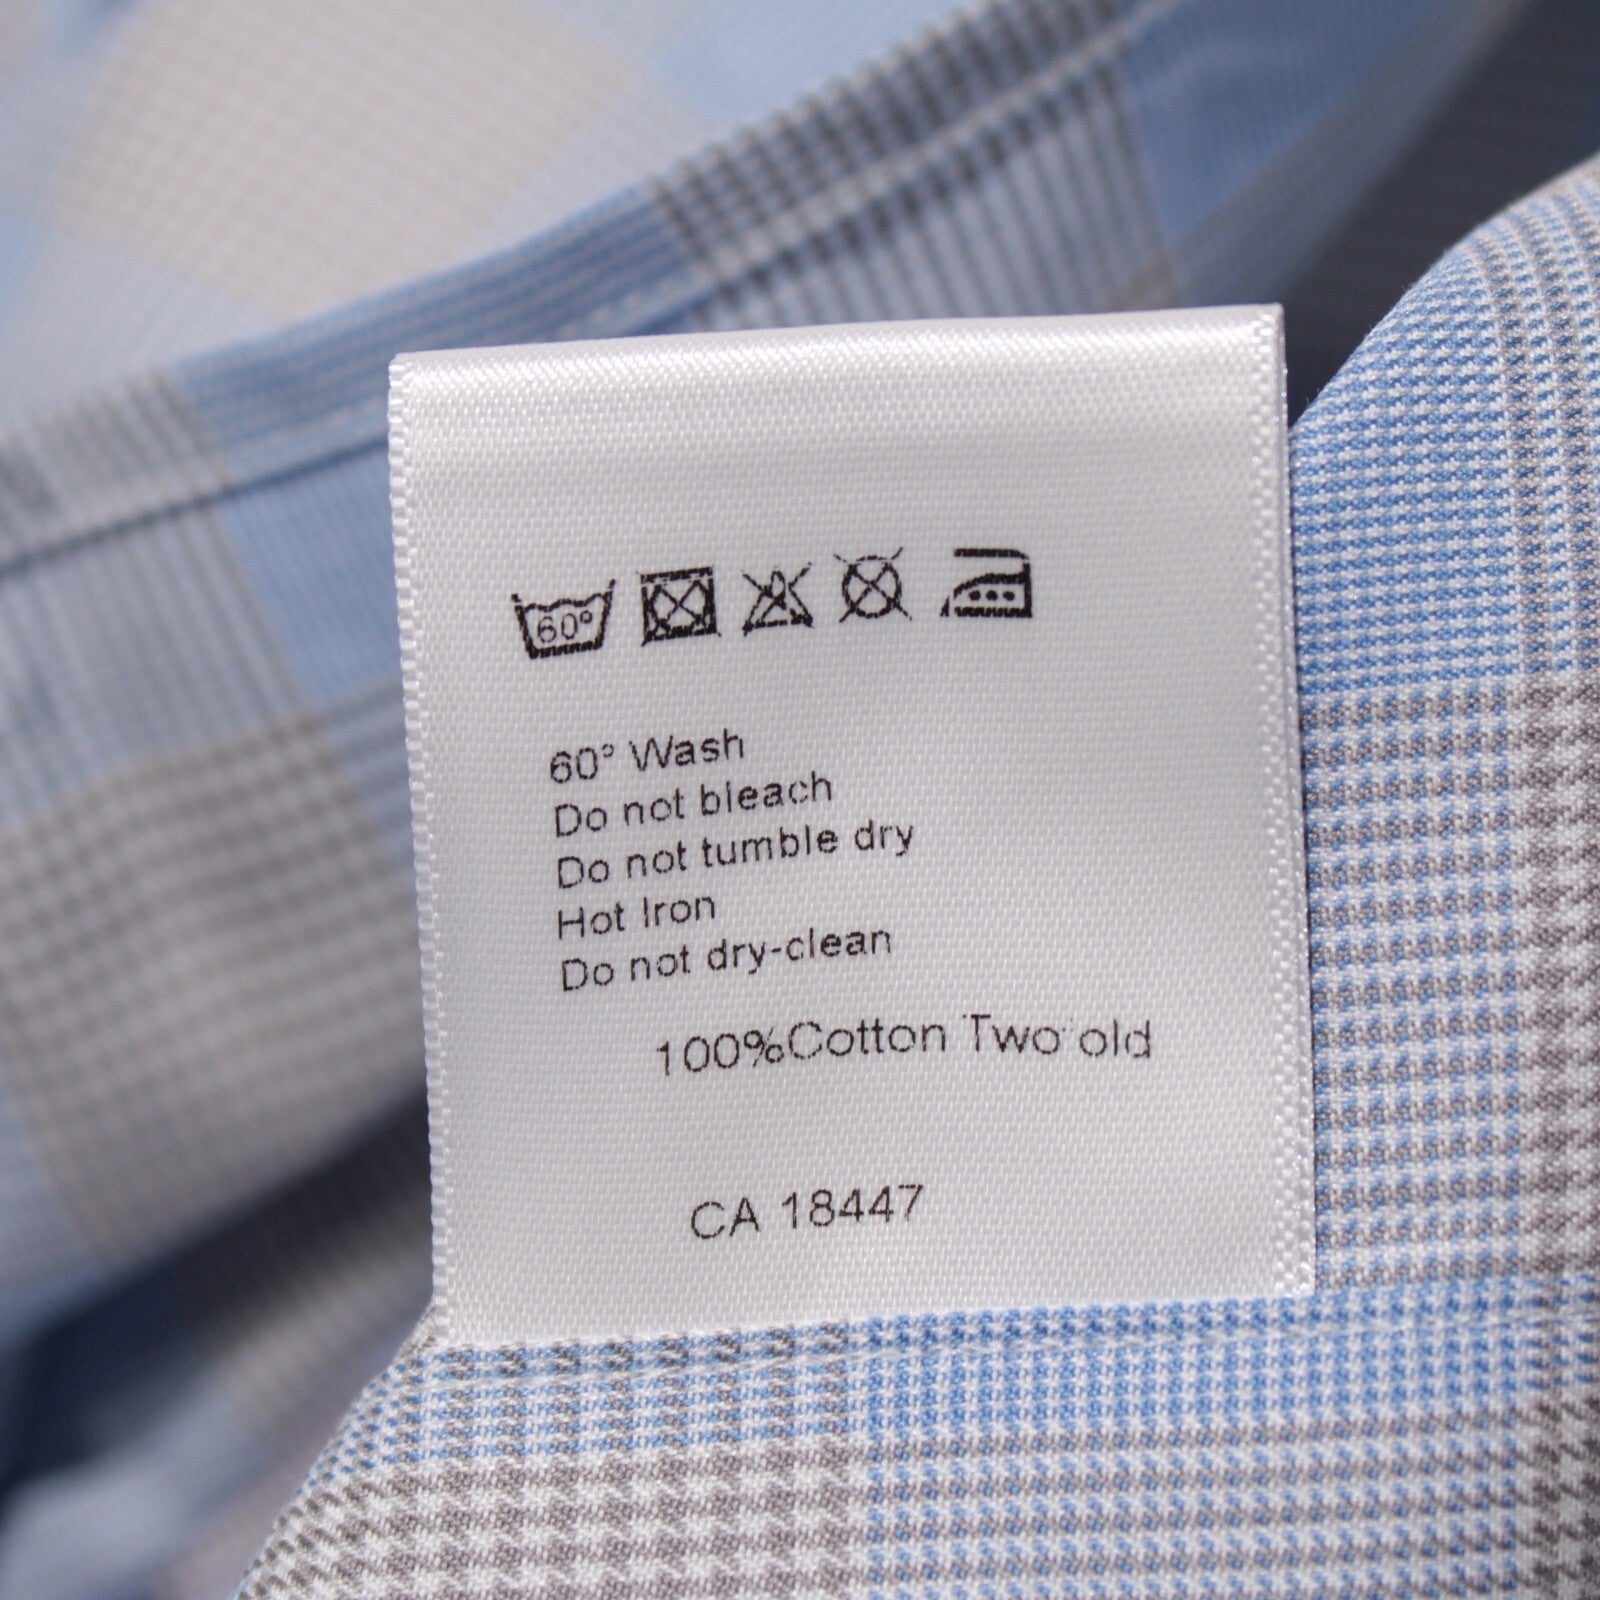 60°
60° Wash
Do not bleach
Do not tumble dry
Hot Iron
Do not dry-clean
100%Cotton Two old
CA 18447